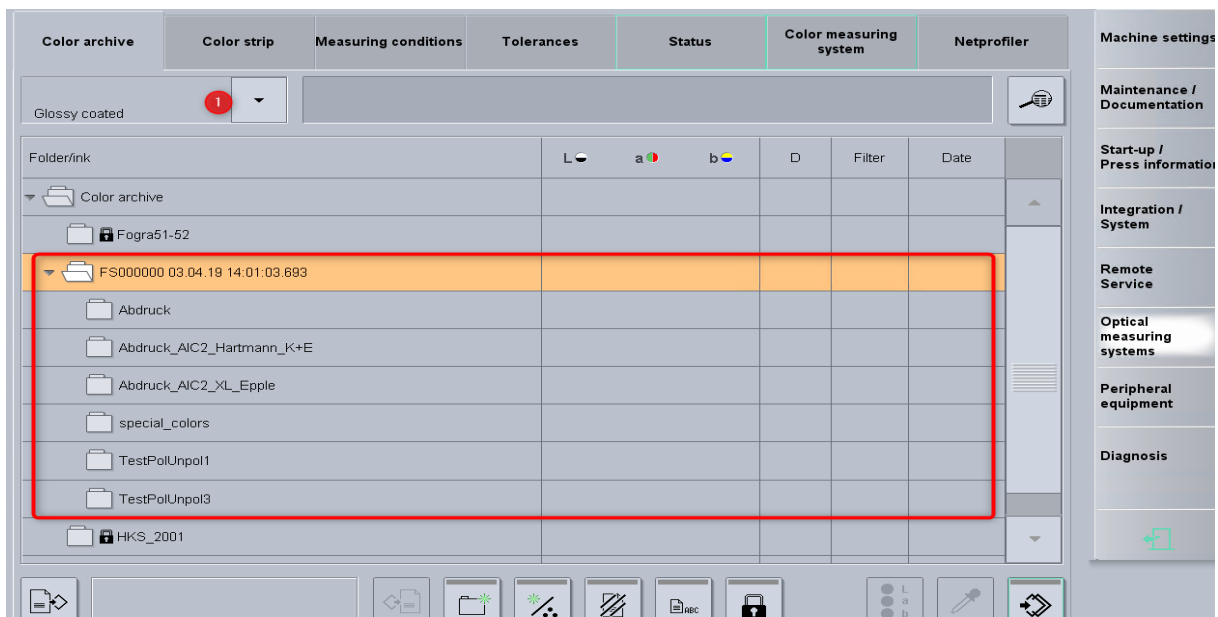 Color archive
Color strip
Measuring conditions
Tolerances
Status
Color measuring
system
Netprofiler
Glossy coated
1
Folder/ink
L
a
b
D
Filter
Date
Color archive
Fogra51-52
FS000000 03.04.19 14:01:03.693
Abdruck
Abdruck_AIC2_Hartmann_K+E
Abdruck_AIC2_XL_Epple
special_colors
TestPolUnpol1
TestPolUnpol3
HKS_2001
ABC
L
a
b
Machine settings
Maintenance /
Documentation
Start-up /
Press information
Integration /
System
Remote
Service
Optical
measuring
systems
Peripheral
equipment
Diagnosis